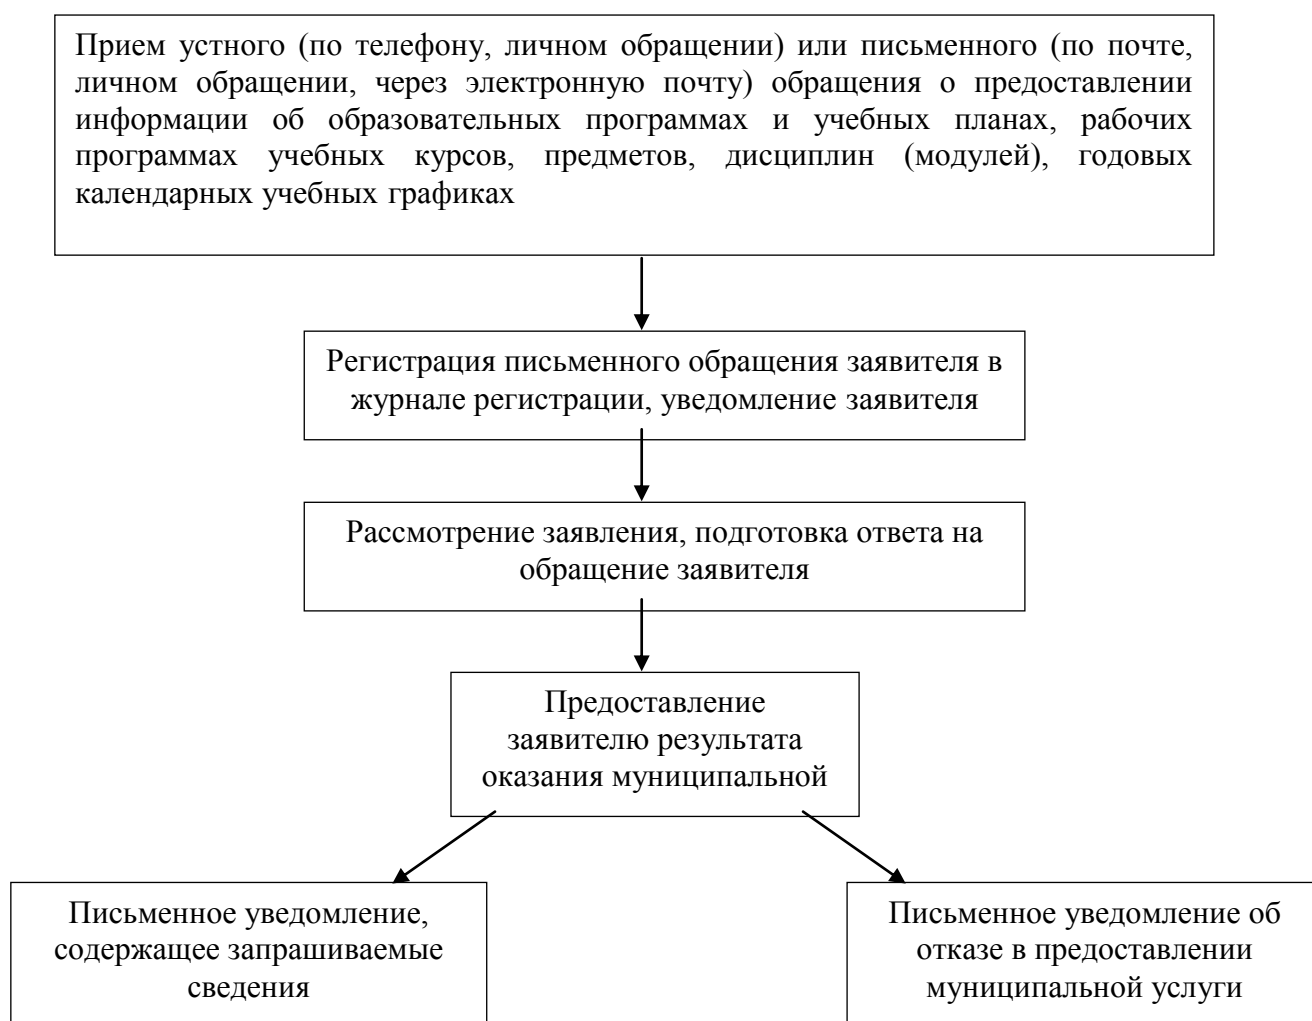 Прием устного (по телефону, личном обращении) или письменного (по почте,
личном обращении, через электронную почту) обращения о предоставлении
информации об образовательных программах и учебных планах, рабочих
программах учебных курсов, предметов, дисциплин (модулей), годовых
календарных учебных графиках
Регистрация письменного обращения заявителя в
журнале регистрации, уведомление заявителя
Рассмотрение заявления, подготовка ответа на
обращение заявителя
Предоставление
заявителю результата
оказания муниципальной
Письменное уведомление,
содержащее запрашиваемые
сведения
Письменное уведомление об
отказе в предоставлении
муниципальной услуги